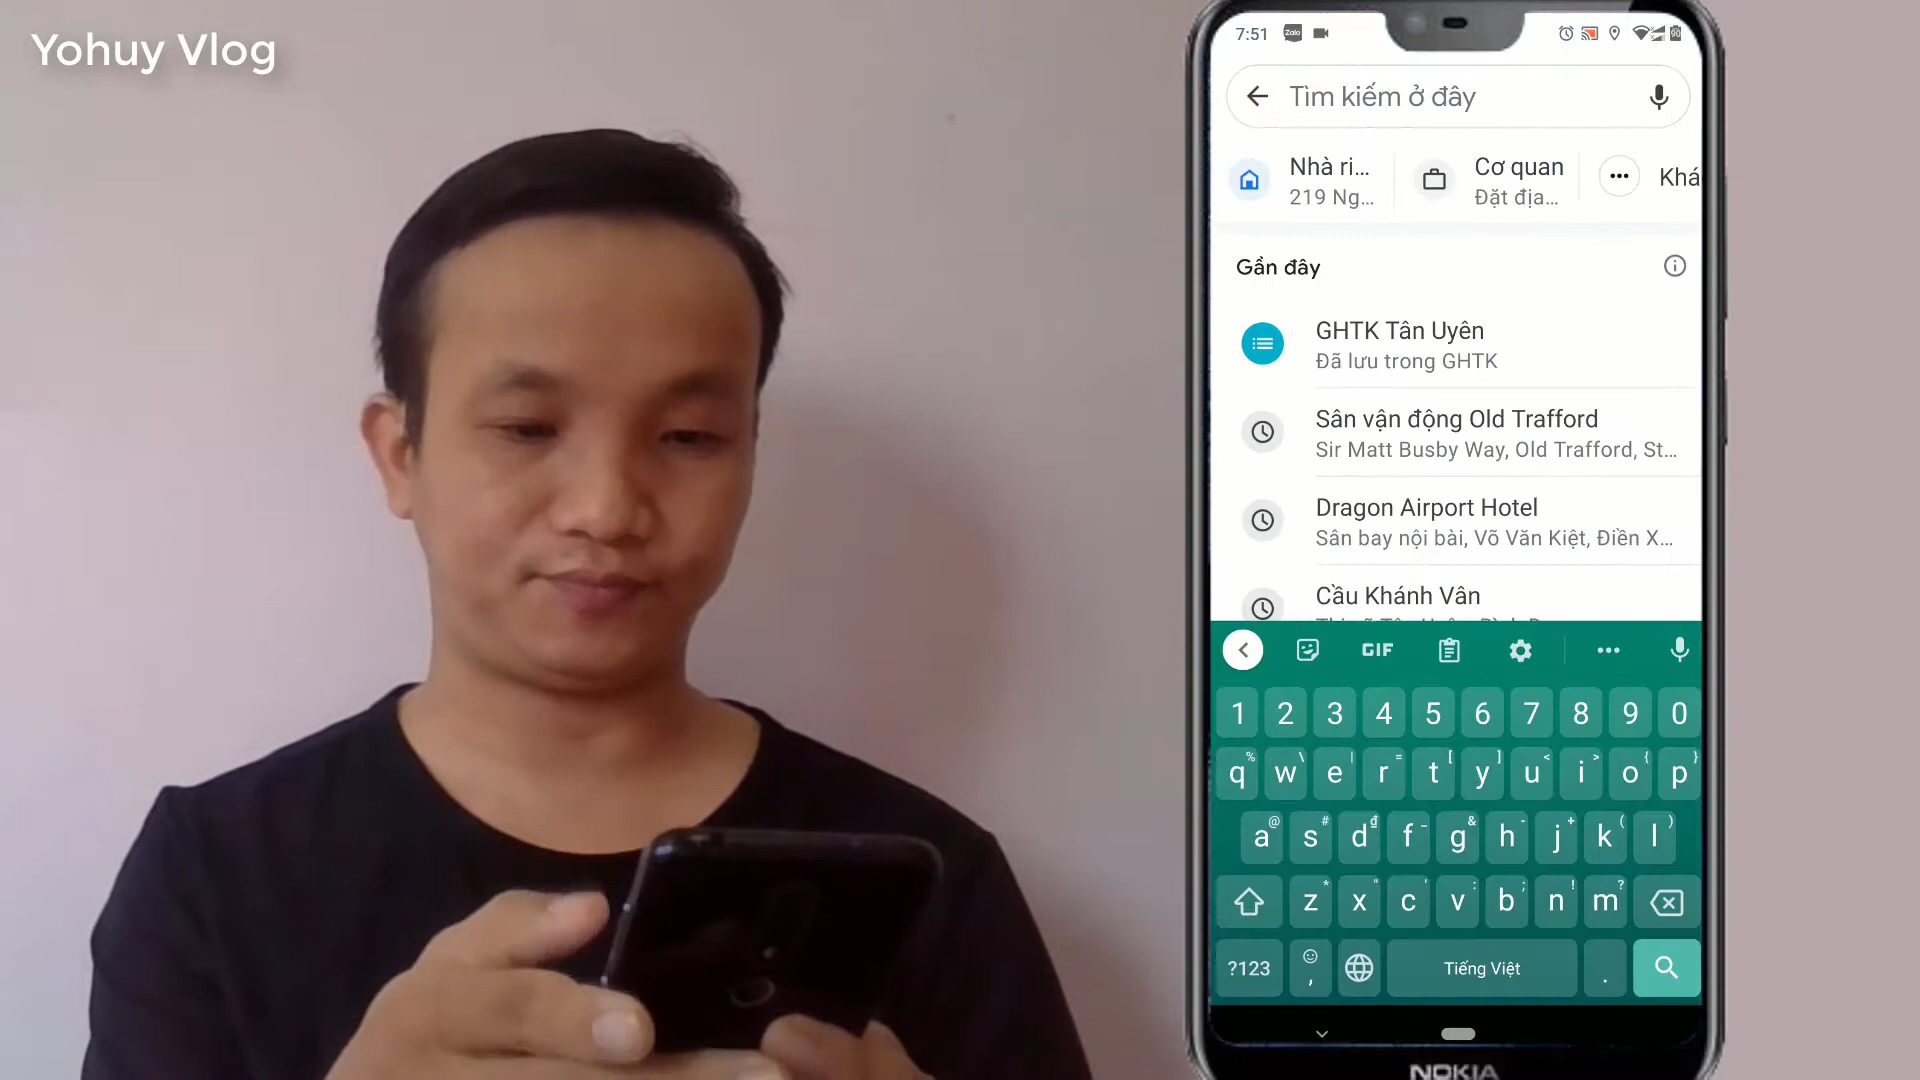 Yohuy Vlog
7:51
Zalo
90
Tìm kiếm ở đây
Nhà ri...
219 Ng...
Cơ quan
Đặt địa...
Khá
Gần đây
GHTK Tân Uyên
Đã lưu trong GHTK
Sân vận động Old Trafford
Sir Matt Busby Way, Old Trafford, St...
Dragon Airport Hotel
Sân bay nội bài, Võ Văn Kiệt, Điền X...
Cầu Khánh Vân
GIF
1 2 3 4 5 6 7 8 9 0
% \ | = [ ] < > { }
q w e r t y u i o p
@ # ₫ _ & - + ( )
a s d f g h j k l
* " ' : ; ! ?
z x c v b n m
?123 , Tiếng Việt .
NOKIA